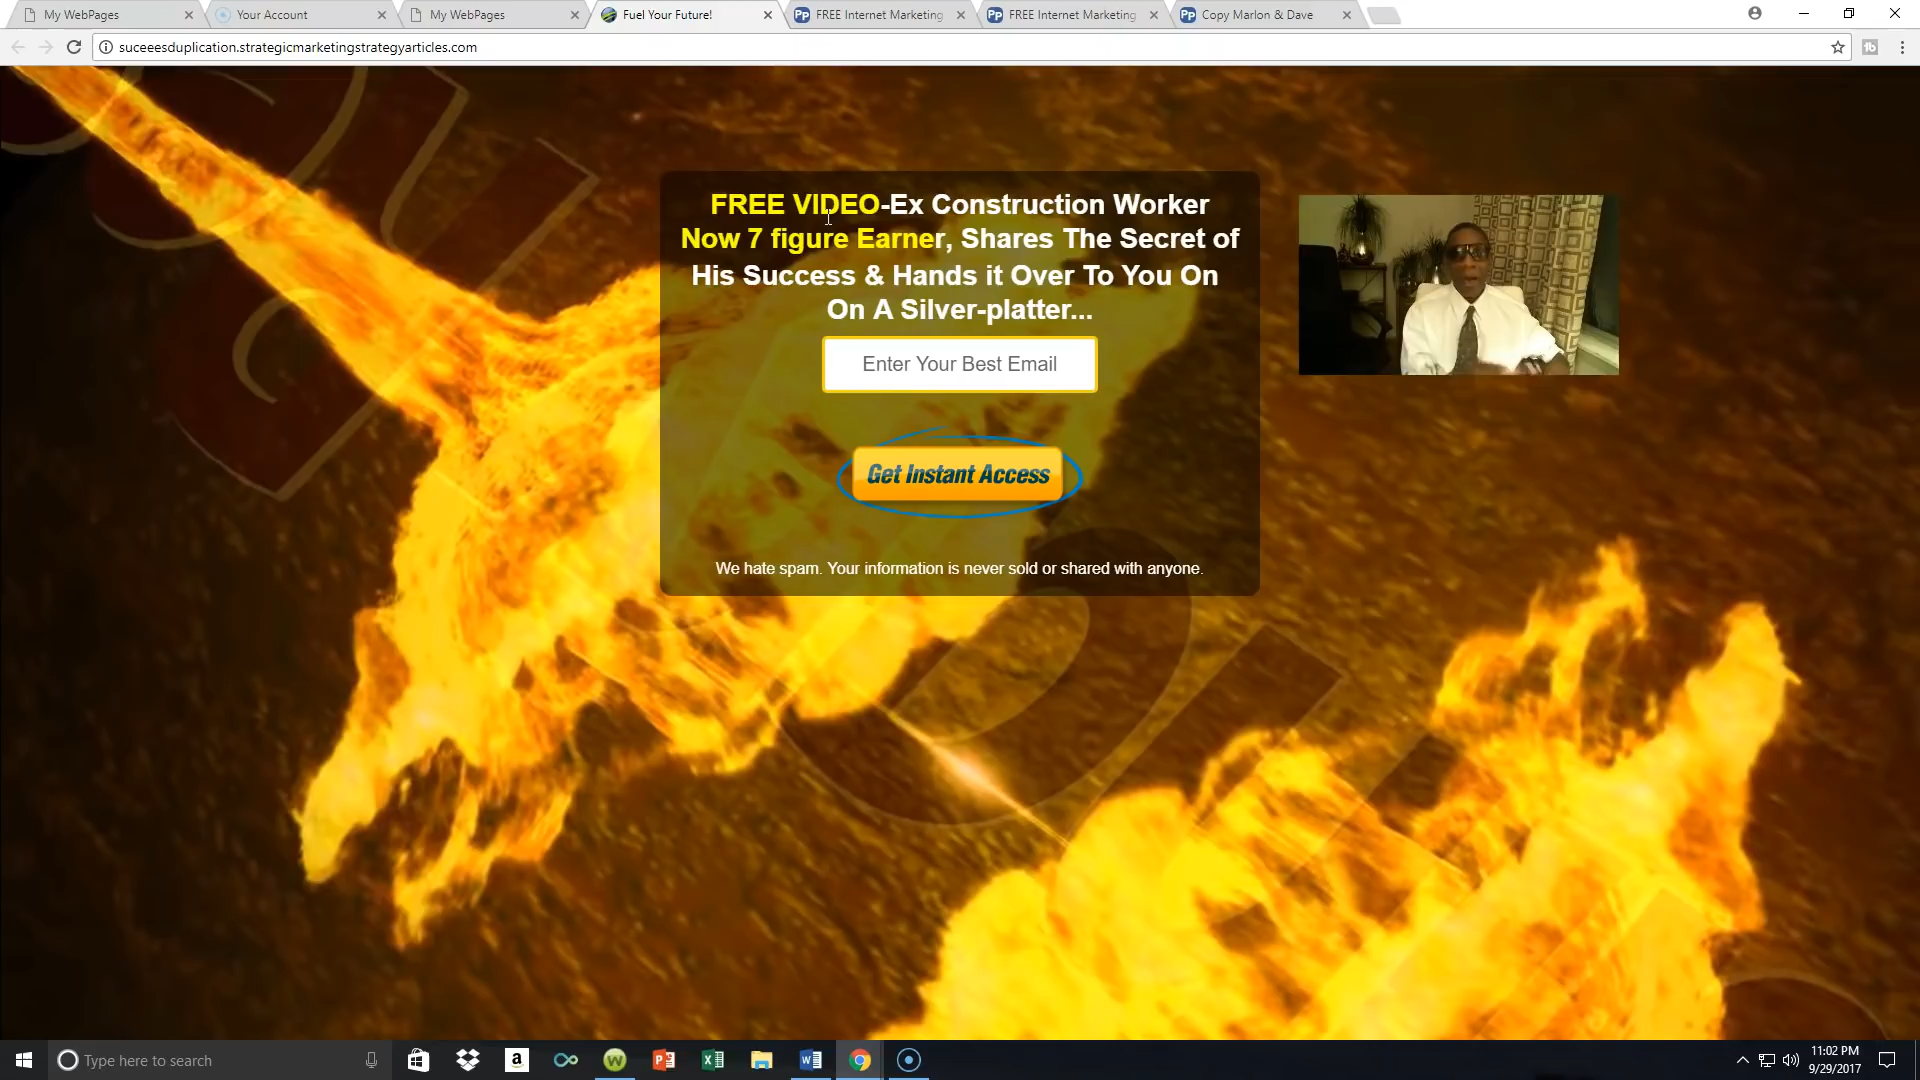 My WebPages
Your Account
My WebPages
Fuel Your Future!
FREE Internet Marketing
FREE Internet Marketing
Copy Marlon & Dave
suceeesduplication.strategicmarketingstrategyarticles.com
FREE VIDEO-Ex Construction Worker
Now 7 figure Earner, Shares The Secret of
His Success & Hands it Over To You On
On A Silver-platter...
Enter Your Best Email
Get Instant Access
We hate spam. Your information is never sold or shared with anyone.
Type here to search
11:02 PM
9/29/2017